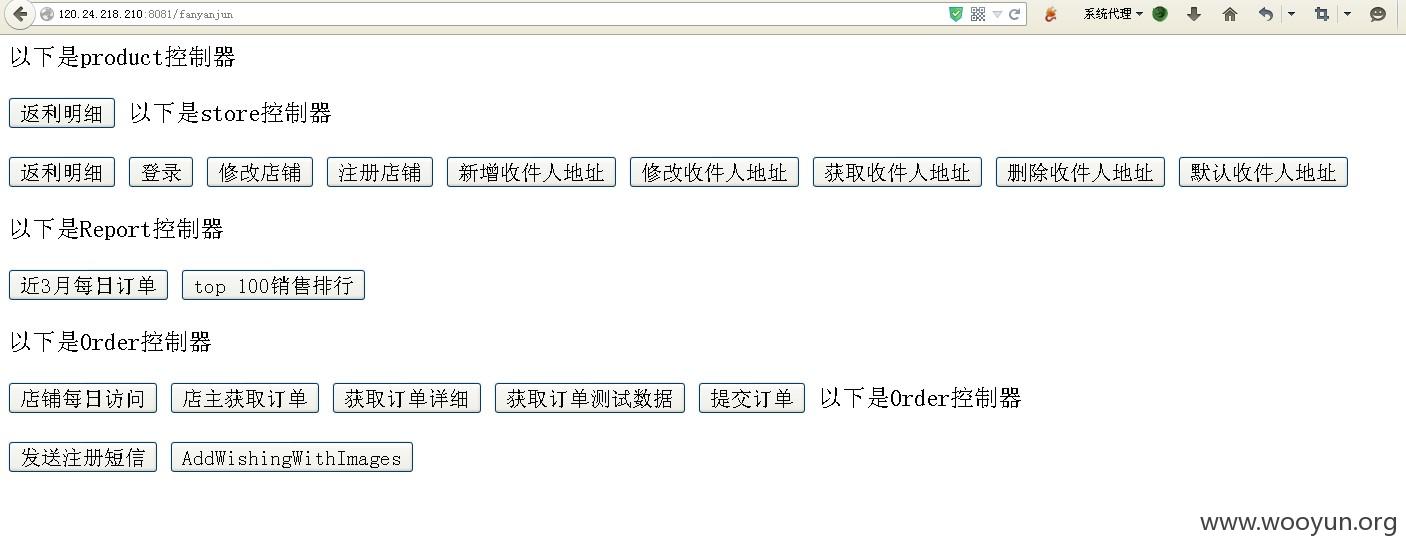 120.24.218.210:8081/fanyanjun 系统代理
以下是product控制器
返利明细 以下是store控制器
返利明细 登录 修改店铺 注册店铺 新增收件人地址 修改收件人地址 获取收件人地址 删除收件人地址 默认收件人地址
以下是Report控制器
近3月每日订单 top 100销售排行
以下是Order控制器
店铺每日访问 店主获取订单 获取订单详细 获取订单测试数据 提交订单 以下是Order控制器
发送注册短信 AddWishingWithImages
www.wooyun.org